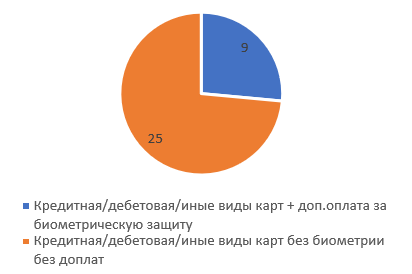 9
25
Кредитная/дебетовая/иные виды карт + доп.оплата за
биометрическую защиту
Кредитная/дебетовая/иные виды карт без биометрии
без доплат